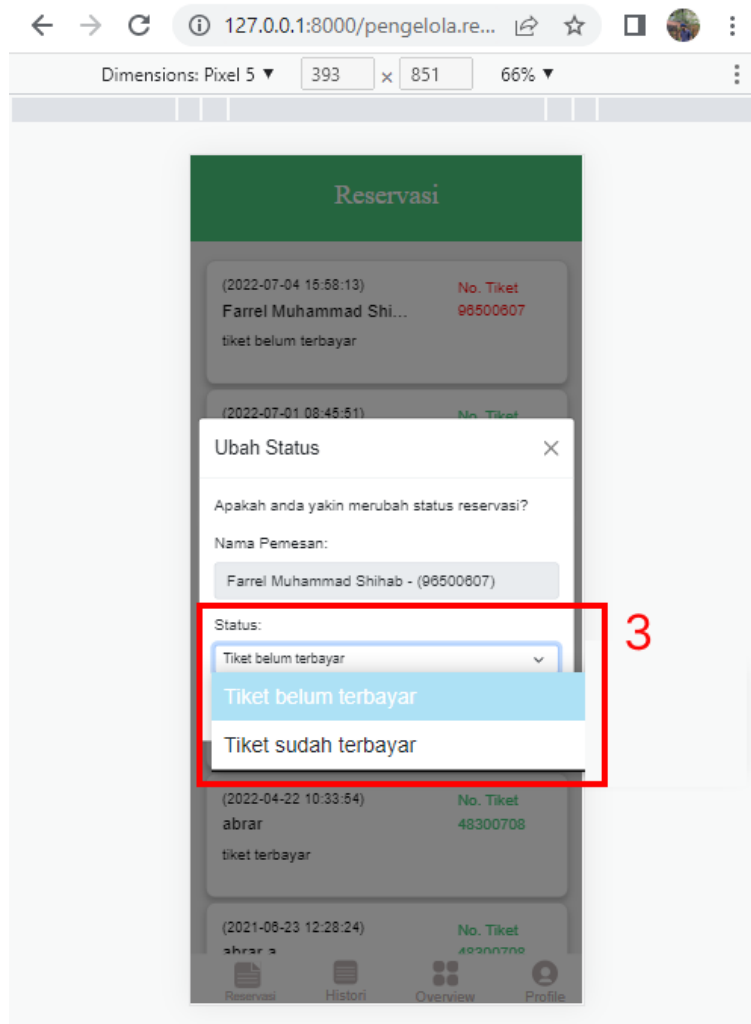 127.0.0.1:8000/pengelola.re...
Dimensions: Pixel 5 ▼ 393 × 851 66% ▼
Reservasi
(2022-07-04 15:58:13) No. Tiket
Farrel Muhammad Shi... 96500607
tiket belum terbayar
(2022-07-01 08:45:51) No. Tiket
Ubah Status ×
Apakah anda yakin merubah status reservasi?
Nama Pemesan:
Farrel Muhammad Shihab - (96500607)
Status:
3
Tiket belum terbayar
Tiket belum terbayar
Tiket sudah terbayar
(2022-04-22 10:33:54) No. Tiket
abrar 48300708
tiket terbayar
(2021-06-23 12:28:24) No. Tiket
abrar a 48300708
Reservasi Histori Overview Profile